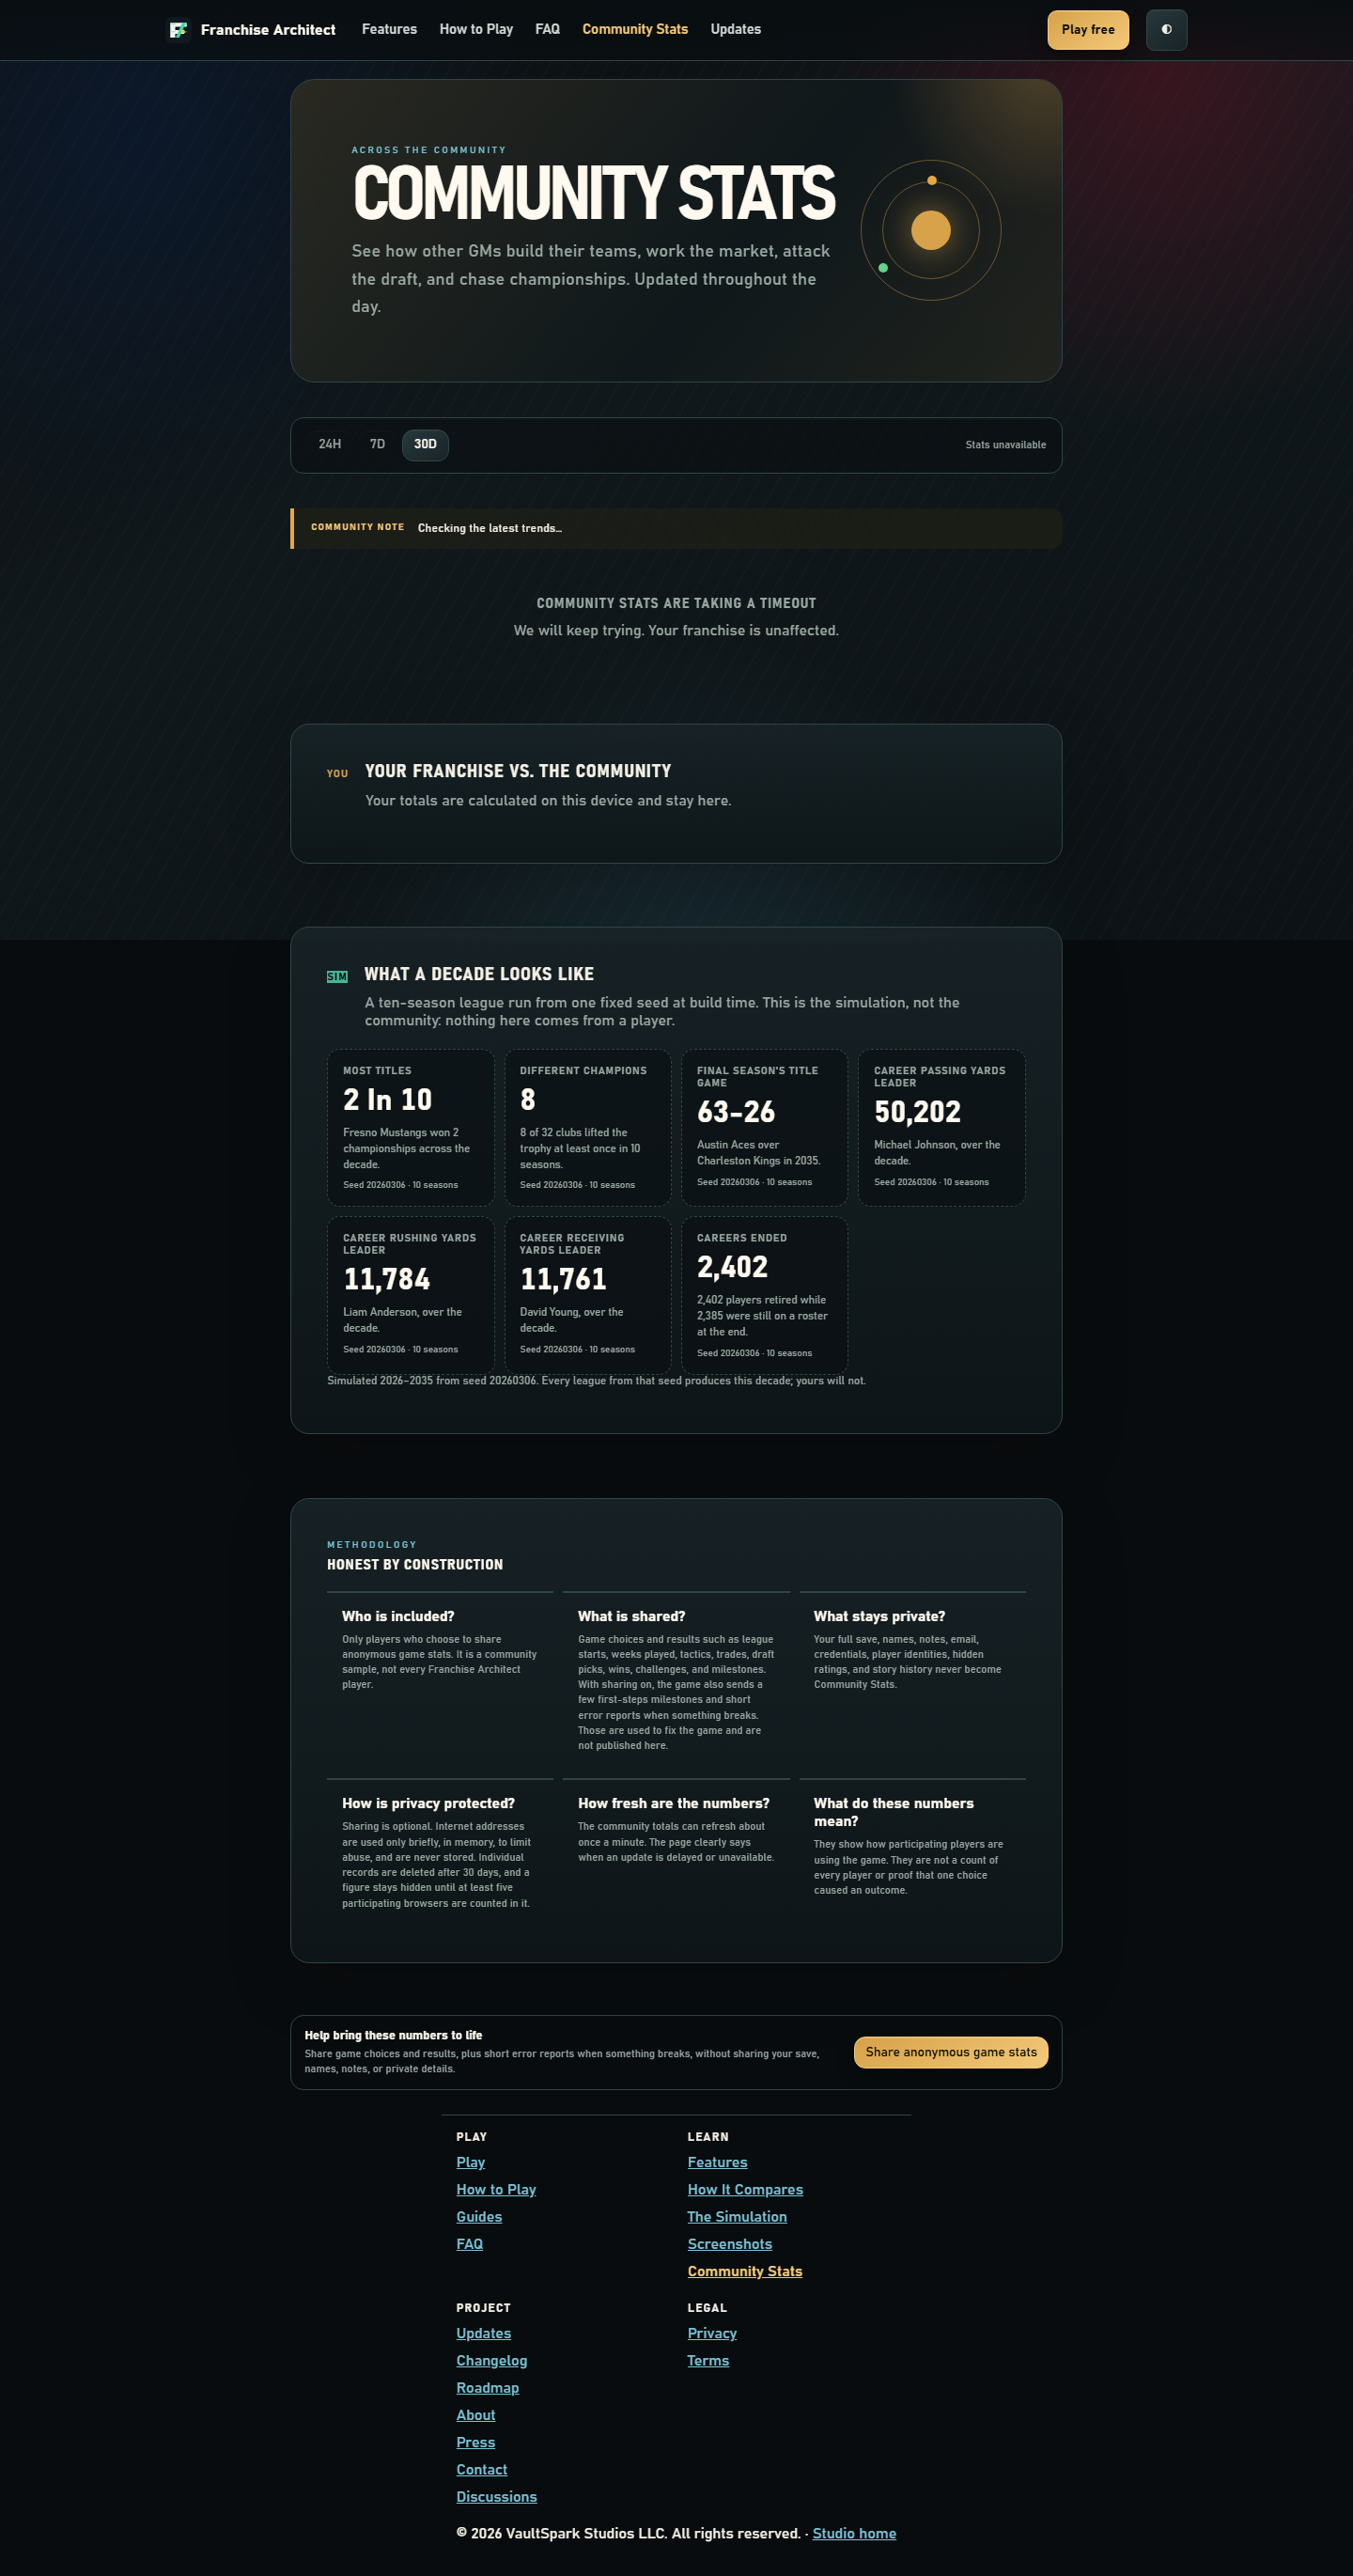 Franchise Architect
Features
How to Play
FAQ
Community Stats
Updates
Play free
ACROSS THE COMMUNITY
COMMUNITY STATS
See how other GMs build their teams, work the market, attack
the draft, and chase championships. Updated throughout the
day.
24H
7D
30D
Stats unavailable
COMMUNITY NOTE
Checking the latest trends…
COMMUNITY STATS ARE TAKING A TIMEOUT
We will keep trying. Your franchise is unaffected.
YOU
YOUR FRANCHISE VS. THE COMMUNITY
Your totals are calculated on this device and stay here.
SIM
WHAT A DECADE LOOKS LIKE
A ten-season league run from one fixed seed at build time. This is the simulation, not the
community: nothing here comes from a player.
MOST TITLES
2 In 10
Fresno Mustangs won 2
championships across the
decade.
Seed 20260306 · 10 seasons
DIFFERENT CHAMPIONS
8
8 of 32 clubs lifted the
trophy at least once in 10
seasons.
Seed 20260306 · 10 seasons
FINAL SEASON'S TITLE
GAME
63-26
Austin Aces over
Charleston Kings in 2035.
Seed 20260306 · 10 seasons
CAREER PASSING YARDS
LEADER
50,202
Michael Johnson, over the
decade.
Seed 20260306 · 10 seasons
CAREER RUSHING YARDS
LEADER
11,784
Liam Anderson, over the
decade.
Seed 20260306 · 10 seasons
CAREER RECEIVING
YARDS LEADER
11,761
David Young, over the
decade.
Seed 20260306 · 10 seasons
CAREERS ENDED
2,402
2,402 players retired while
2,385 were still on a roster
at the end.
Seed 20260306 · 10 seasons
Simulated 2026–2035 from seed 20260306. Every league from that seed produces this decade; yours will not.
METHODOLOGY
HONEST BY CONSTRUCTION
Who is included?
Only players who choose to share
anonymous game stats. It is a community
sample, not every Franchise Architect
player.
What is shared?
Game choices and results such as league
starts, weeks played, tactics, trades, draft
picks, wins, challenges, and milestones.
With sharing on, the game also sends a
few first-steps milestones and short
error reports when something breaks.
Those are used to fix the game and are
not published here.
What stays private?
Your full save, names, notes, email,
credentials, player identities, hidden
ratings, and story history never become
Community Stats.
How is privacy protected?
Sharing is optional. Internet addresses
are used only briefly, in memory, to limit
abuse, and are never stored. Individual
records are deleted after 30 days, and a
figure stays hidden until at least five
participating browsers are counted in it.
How fresh are the numbers?
The community totals can refresh about
once a minute. The page clearly says
when an update is delayed or unavailable.
What do these numbers
mean?
They show how participating players are
using the game. They are not a count of
every player or proof that one choice
caused an outcome.
Help bring these numbers to life
Share game choices and results, plus short error reports when something breaks, without sharing your save,
names, notes, or private details.
Share anonymous game stats
PLAY
Play
How to Play
Guides
FAQ
LEARN
Features
How It Compares
The Simulation
Screenshots
Community Stats
PROJECT
Updates
Changelog
Roadmap
About
Press
Contact
Discussions
LEGAL
Privacy
Terms
© 2026 VaultSpark Studios LLC. All rights reserved. · Studio home